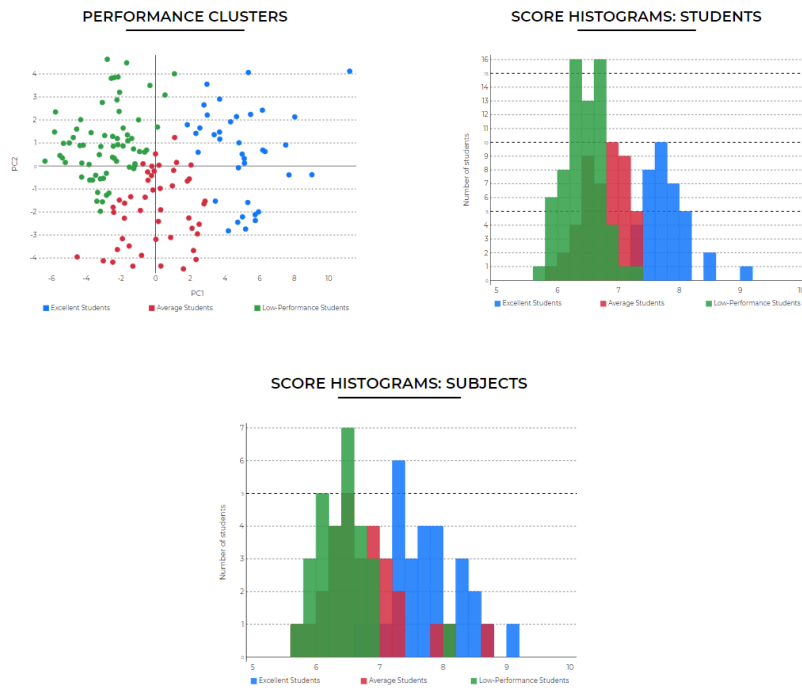 PERFORMANCE CLUSTERS
PC2
4
3
2
1
0
-1
-2
-3
-4
-6 -4 -2 0 2 4 6 8 10
PC1
Excellent Students Average Students Low-Performance Students
SCORE HISTOGRAMS: STUDENTS
Number of students
16
15
14
13
12
11
10
9
8
7
6
5
4
3
2
1
0
5 6 7 8 9 10
Excellent Students Average Students Low-Performance Students
SCORE HISTOGRAMS: SUBJECTS
Number of students
7
6
5
4
3
2
1
0
5 6 7 8 9 10
Excellent Students Average Students Low-Performance Students